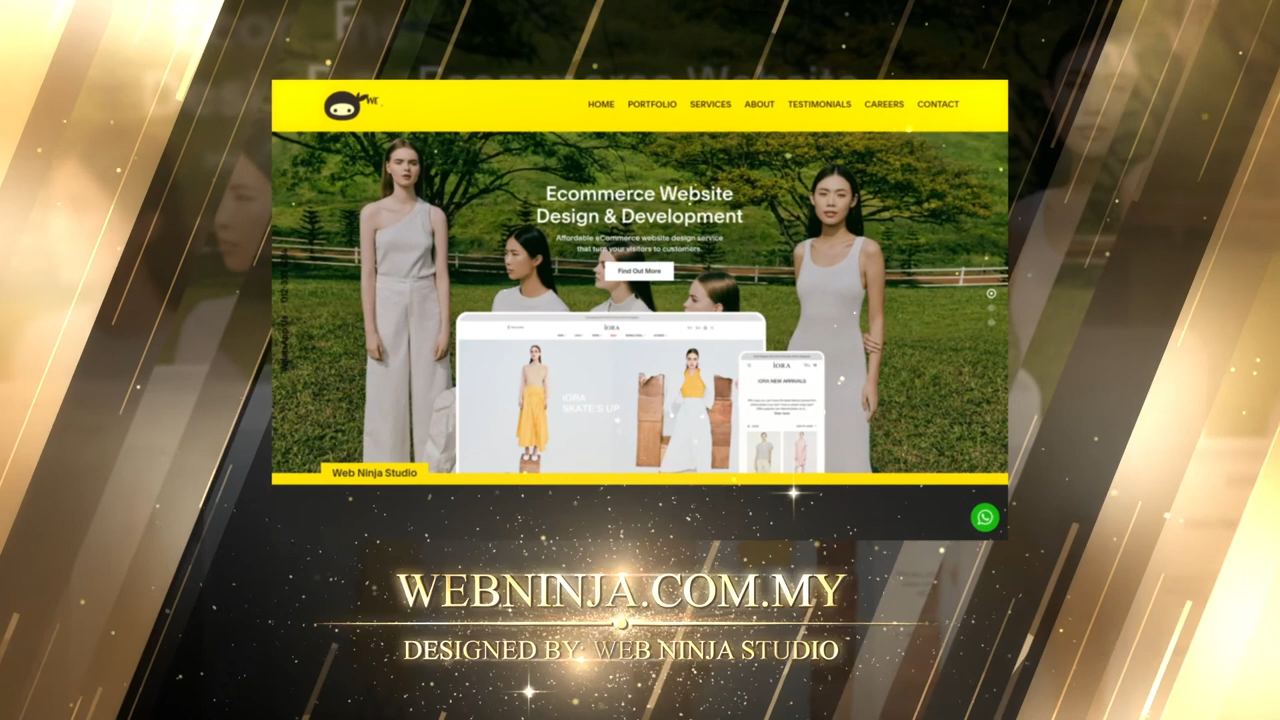 HOME PORTFOLIO SERVICES ABOUT TESTIMONIALS CAREERS CONTACT
Ecommerce Website
Design & Development
Affordable eCommerce website design service
that turn your visitors to customers.
Find Out More
IORA
IORA
IORA NEW ARRIVALS
IORA
SKATE'S UP
Web Ninja Studio
WEBNINJA.COM.MY
DESIGNED BY: WEB NINJA STUDIO